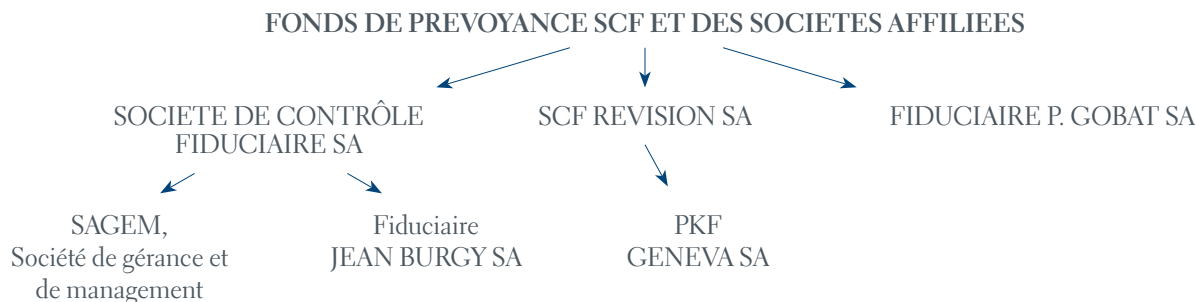 FONDS DE PREVOYANCE SCF ET DES SOCIETES AFFILIEES
SOCIETE DE CONTRÔLE
FIDUCIAIRE SA
SCF REVISION SA
FIDUCIAIRE P. GOBAT SA
SAGEM,
Société de gérance et
de management
Fiduciaire
JEAN BURGY SA
PKF
GENEVA SA